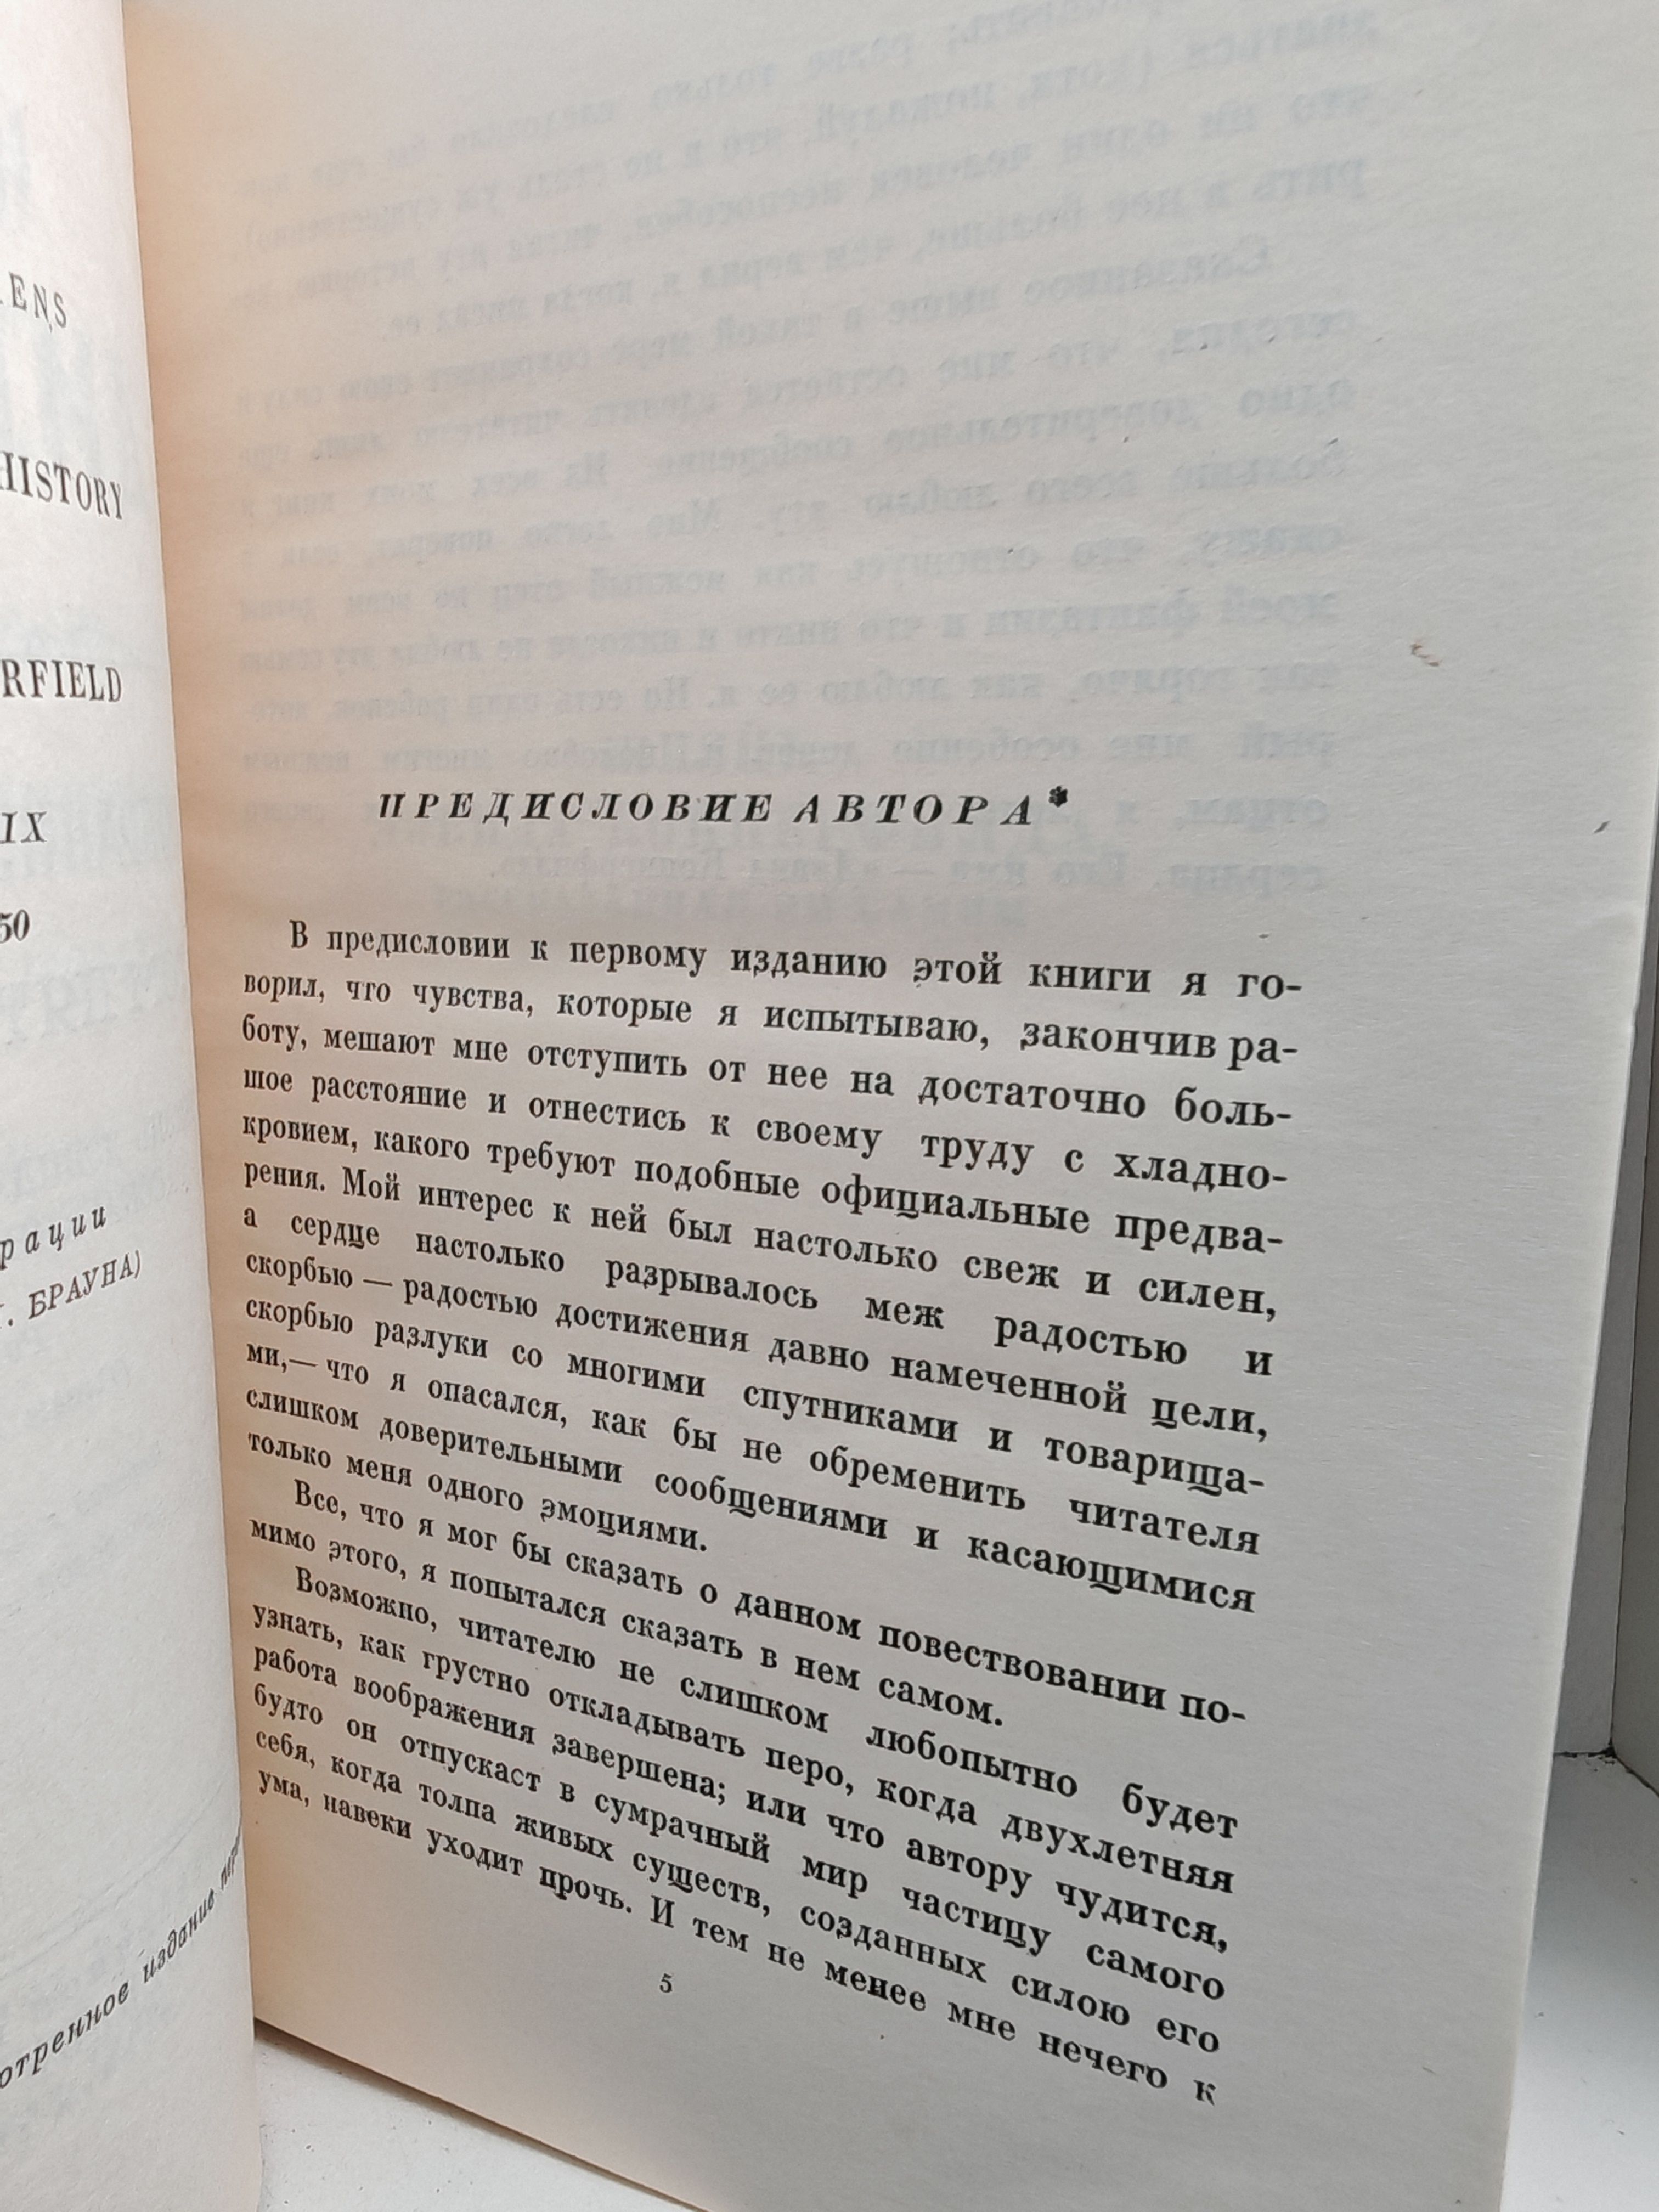 ENS
HISTORY
RFIELD
IX
50
рации
БРАУНА)
отренное издание пер
ПРЕДИСЛОВИЕ АВТОРА*
В предисловии к первому изданию этой книги я го-
ворил, что чувства, которые я испытываю, закончив ра-
боту, мешают мне отступить от нее на достаточно боль-
шое расстояние и отнестись к своему труду с хладно-
кровием, какого требуют подобные официальные предва-
рения. Мой интерес к ней был настолько свеж и силен,
а сердце настолько разрывалось меж радостью и
скорбью — радостью достижения давно намеченной цели,
скорбью разлуки со многими спутниками и товарища-
ми,— что я опасался, как бы не обременить читателя
слишком доверительными сообщениями и касающимися
только меня одного эмоциями.
Все, что я мог бы сказать о данном повествовании по-
мимо этого, я попытался сказать в нем самом.
Возможно, читателю не слишком любопытно будет
узнать, как грустно откладывать перо, когда двухлетняя
работа воображения завершена; или что автору чудится,
будто он отпускает в сумрачный мир частицу самого
себя, когда толпа живых существ, созданных силою его
ума, навеки уходит прочь. И тем не менее мне нечего к
5